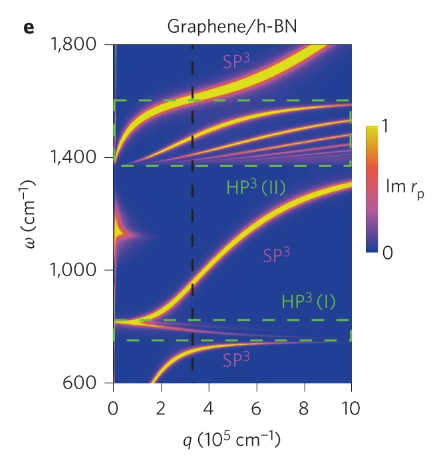 e
Graphene/h-BN
1,800
SP³
1,400
HP³ (II)
ω (cm⁻¹)
1,000
SP³
HP³ (I)
SP³
600
0 2 4 6 8 10
q (10⁵ cm⁻¹)
1
Im rₚ
0